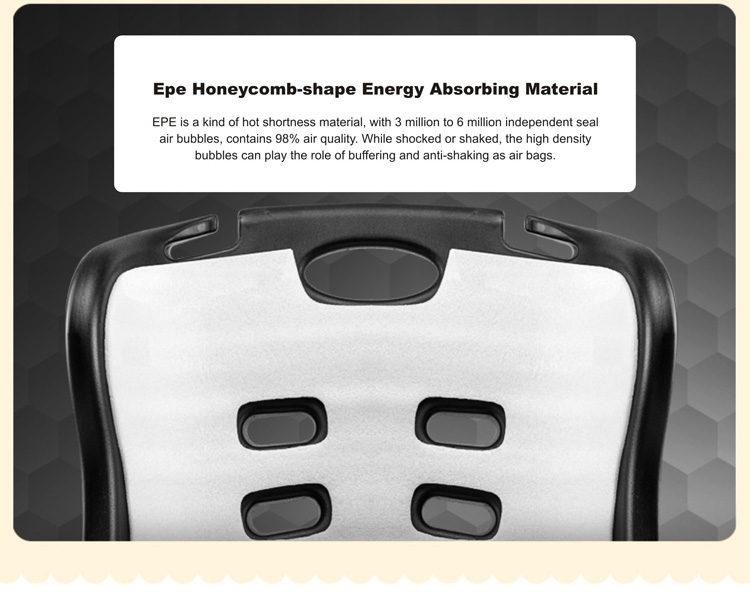 Epe Honeycomb-shape Energy Absorbing Material
EPE is a kind of hot shortness material, with 3 million to 6 million independent seal
air bubbles, contains 98% air quality. While shocked or shaked, the high density
bubbles can play the role of buffering and anti-shaking as air bags.